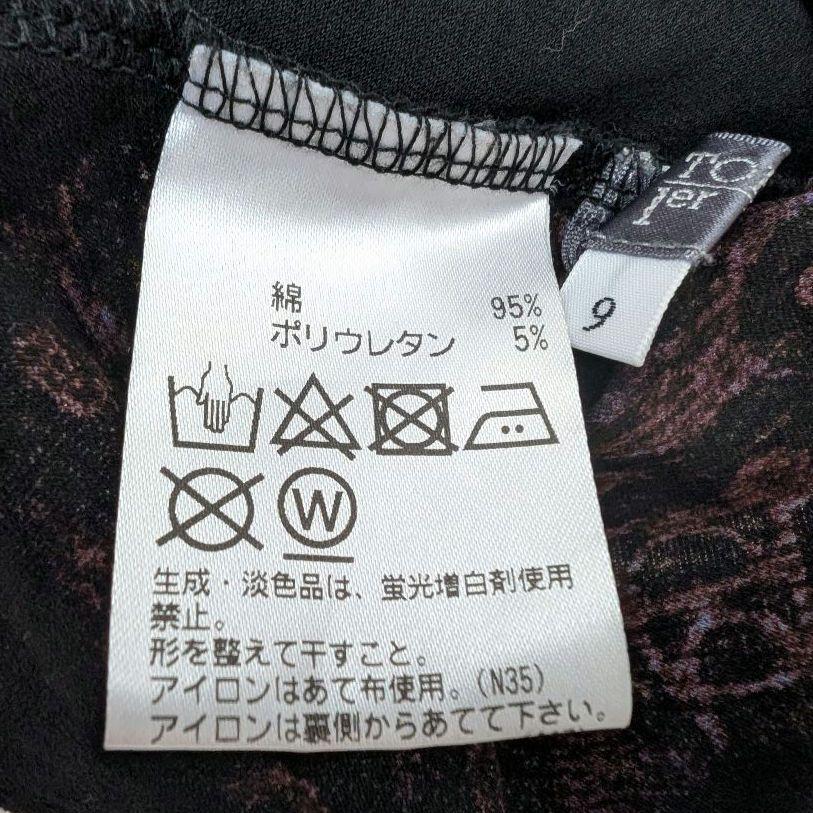 綿 95%
ポリウレタン 5%
W
生成・淡色品は、蛍光増白剤使用
禁止。
形を整えて干すこと。
アイロンはあて布使用。(N35)
アイロンは裏側からあてて下さい。
TO
ier
9